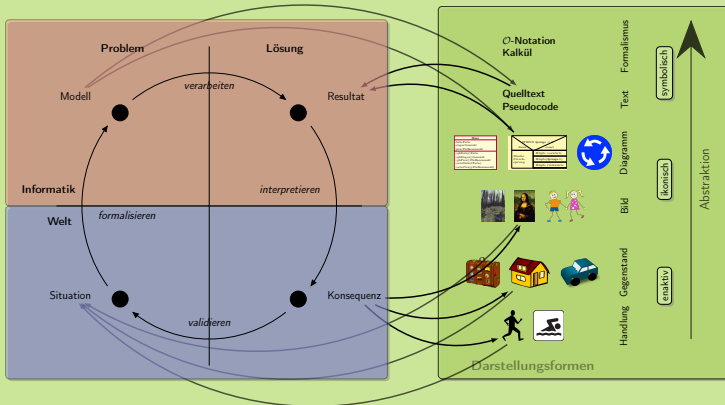 Problem
Lösung
Modell
verarbeiten
Resultat
Informatik
formalisieren
interpretieren
Welt
Situation
validieren
Konsequenz
O-Notation
Kalkül
Quelltext
Pseudocode
Formalismus
Text
Diagramm
Bild
Gegenstand
Handlung
symbolisch
ikonisch
enaktiv
Abstraktion
Darstellungsformen